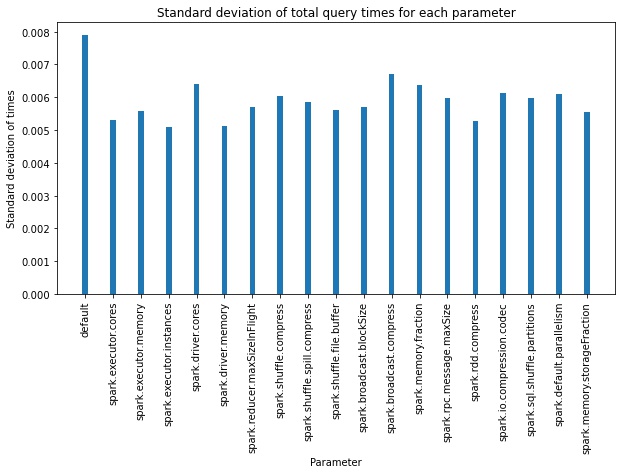 Standard deviation of total query times for each parameter
Standard deviation of times
0.008
0.007
0.006
0.005
0.004
0.003
0.002
0.001
0.000
default
spark.executor.cores
spark.executor.memory
spark.executor.instances
spark.driver.cores
spark.driver.memory
spark.reducer.maxSizeInFlight
spark.shuffle.compress
spark.shuffle.spill.compress
spark.shuffle.file.buffer
spark.broadcast.blockSize
spark.broadcast.compress
spark.memory.fraction
spark.rpc.message.maxSize
spark.rdd.compress
spark.io.compression.codec
spark.sql.shuffle.partitions
spark.default.parallelism
spark.memory.storageFraction
Parameter